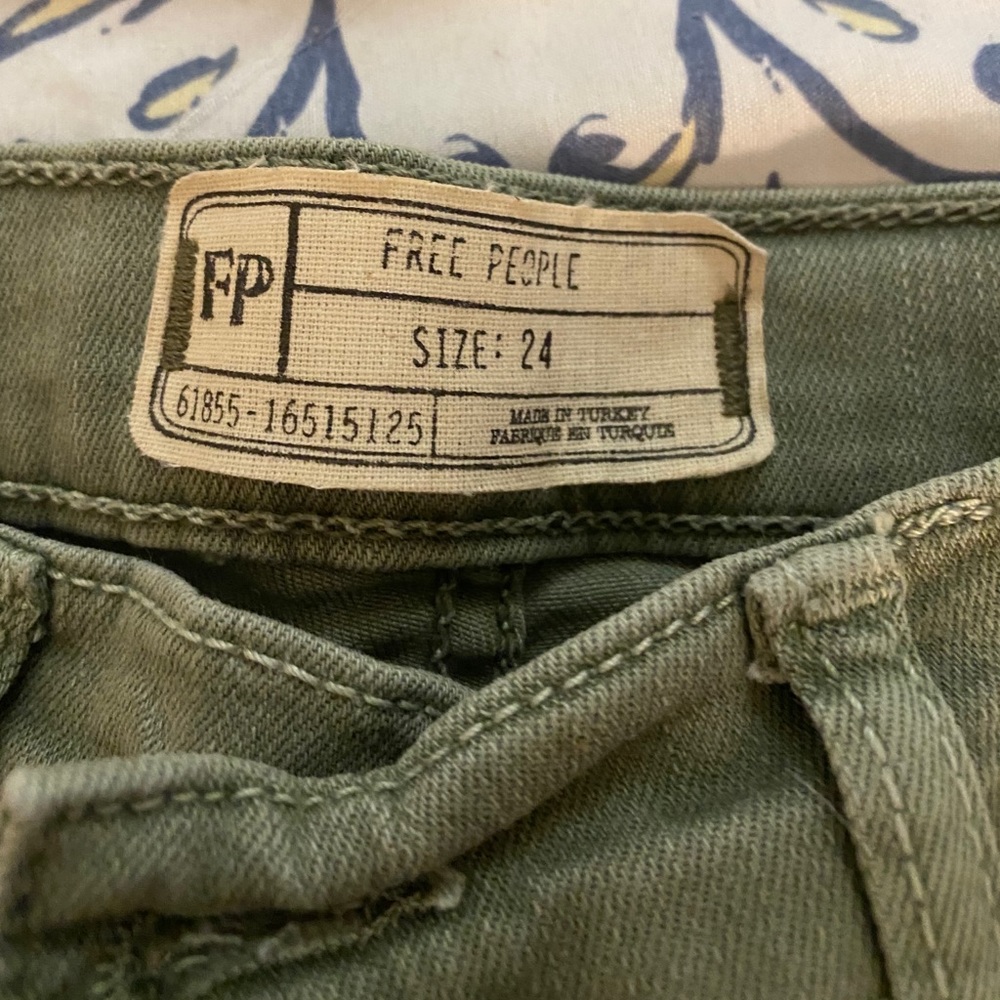 FP
FREE PEOPLE
SIZE: 24
61855-16515125
MADE IN TURKEY
FABRIQUE EN TURQUIE